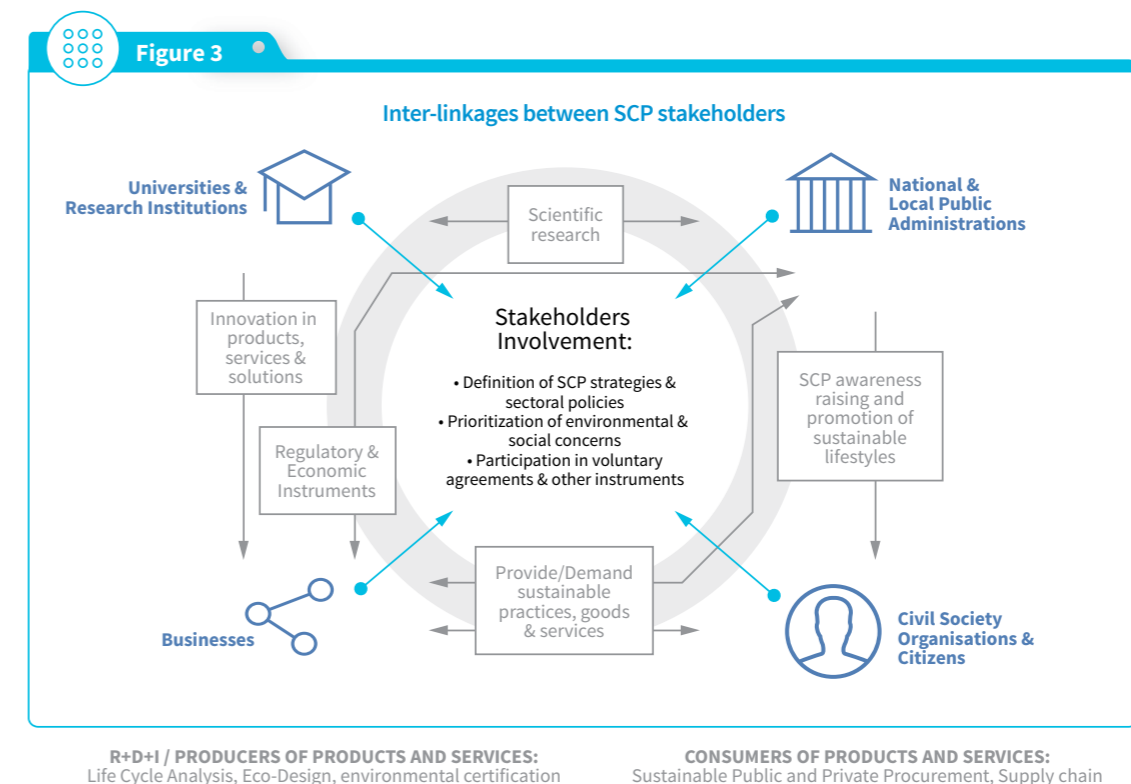 Figure 3
Inter-linkages between SCP stakeholders
Universities &
Research Institutions
National &
Local Public
Administrations
Scientific
research
Innovation in
products,
services &
solutions
Stakeholders
Involvement:
• Definition of SCP strategies &
sectoral policies
• Prioritization of environmental &
social concerns
• Participation in voluntary
agreements & other instruments
SCP awareness
raising and
promotion of
sustainable
lifestyles
Regulatory &
Economic
Instruments
Provide/Demand
sustainable
practices, goods
& services
Businesses
Civil Society
Organisations &
Citizens
R+D+I / PRODUCERS OF PRODUCTS AND SERVICES:
Life Cycle Analysis, Eco-Design, environmental certification
CONSUMERS OF PRODUCTS AND SERVICES:
Sustainable Public and Private Procurement, Supply chain